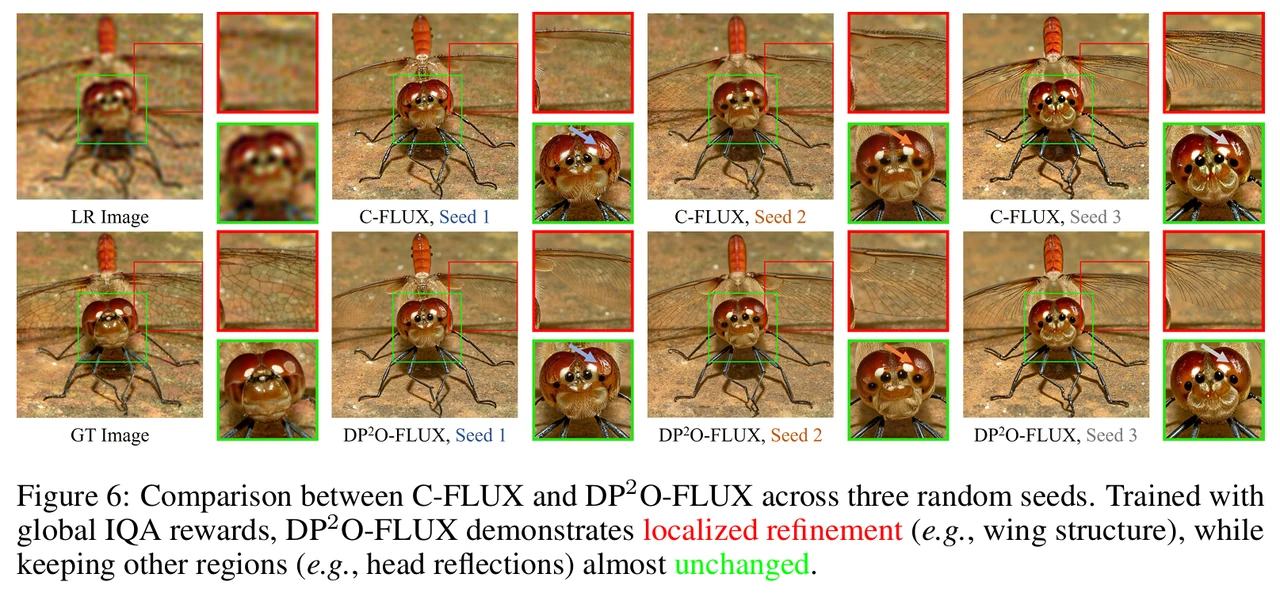 LR Image
C-FLUX, Seed 1
C-FLUX, Seed 2
C-FLUX, Seed 3
GT Image
DP²O-FLUX, Seed 1
DP²O-FLUX, Seed 2
DP²O-FLUX, Seed 3
Figure 6: Comparison between C-FLUX and DP²O-FLUX across three random seeds. Trained with
global IQA rewards, DP²O-FLUX demonstrates localized refinement (e.g., wing structure), while
keeping other regions (e.g., head reflections) almost unchanged.